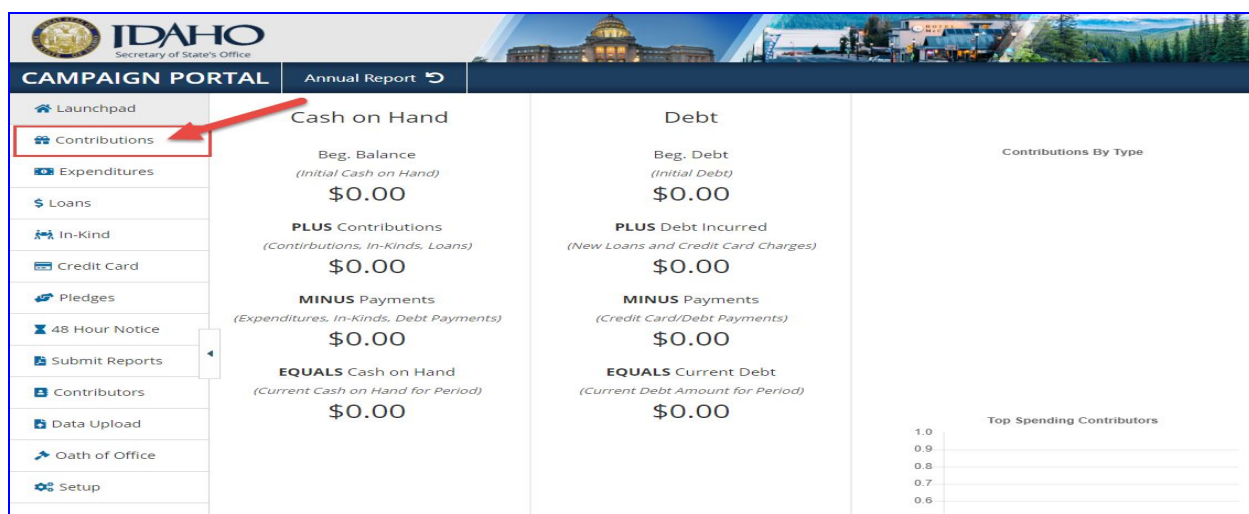 IDAHO
Secretary of State's Office
HOTEL
CAMPAIGN PORTAL
Annual Report
Launchpad
Contributions
Expenditures
$ Loans
In-Kind
Credit Card
Pledges
48 Hour Notice
Submit Reports
Contributors
Data Upload
Oath of Office
Setup
Cash on Hand
Beg. Balance
(Initial Cash on Hand)
$0.00
PLUS Contributions
(Contirbutions, In-Kinds, Loans)
$0.00
MINUS Payments
(Expenditures, In-Kinds, Debt Payments)
$0.00
EQUALS Cash on Hand
(Current Cash on Hand for Period)
$0.00
Debt
Beg. Debt
(Initial Debt)
$0.00
PLUS Debt Incurred
(New Loans and Credit Card Charges)
$0.00
MINUS Payments
(Credit Card/Debt Payments)
$0.00
EQUALS Current Debt
(Current Debt Amount for Period)
$0.00
Contributions By Type
Top Spending Contributors
1.0
0.9
0.8
0.7
0.6